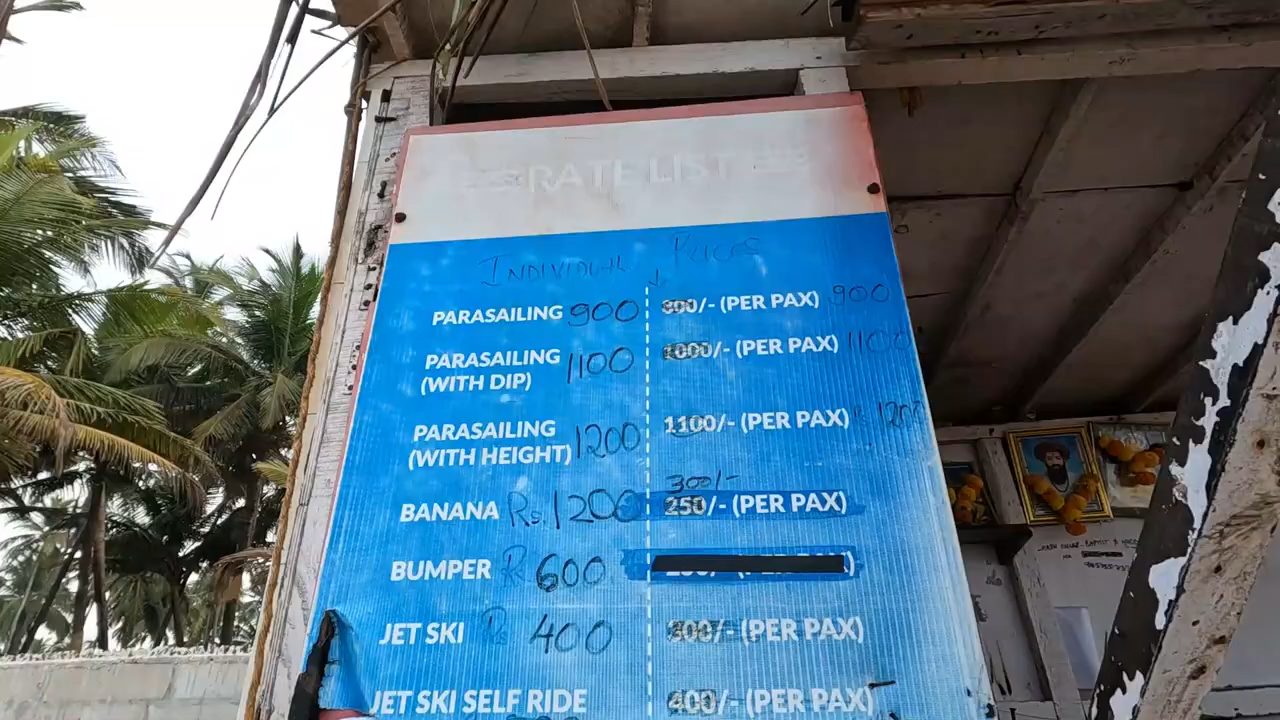 RATE LIST
INDIVIDUAL PRICES
PARASAILING 900 800/- (PER PAX) 900
PARASAILING 1100 1000/- (PER PAX) 1100
(WITH DIP)
PARASAILING 1200 1100/- (PER PAX) 1200
(WITH HEIGHT)
300/-
BANANA Rs. 1200 250/- (PER PAX)
BUMPER R 600
JET SKI Rs 400 300/- (PER PAX)
JET SKI SELF RIDE 400/- (PER PAX)